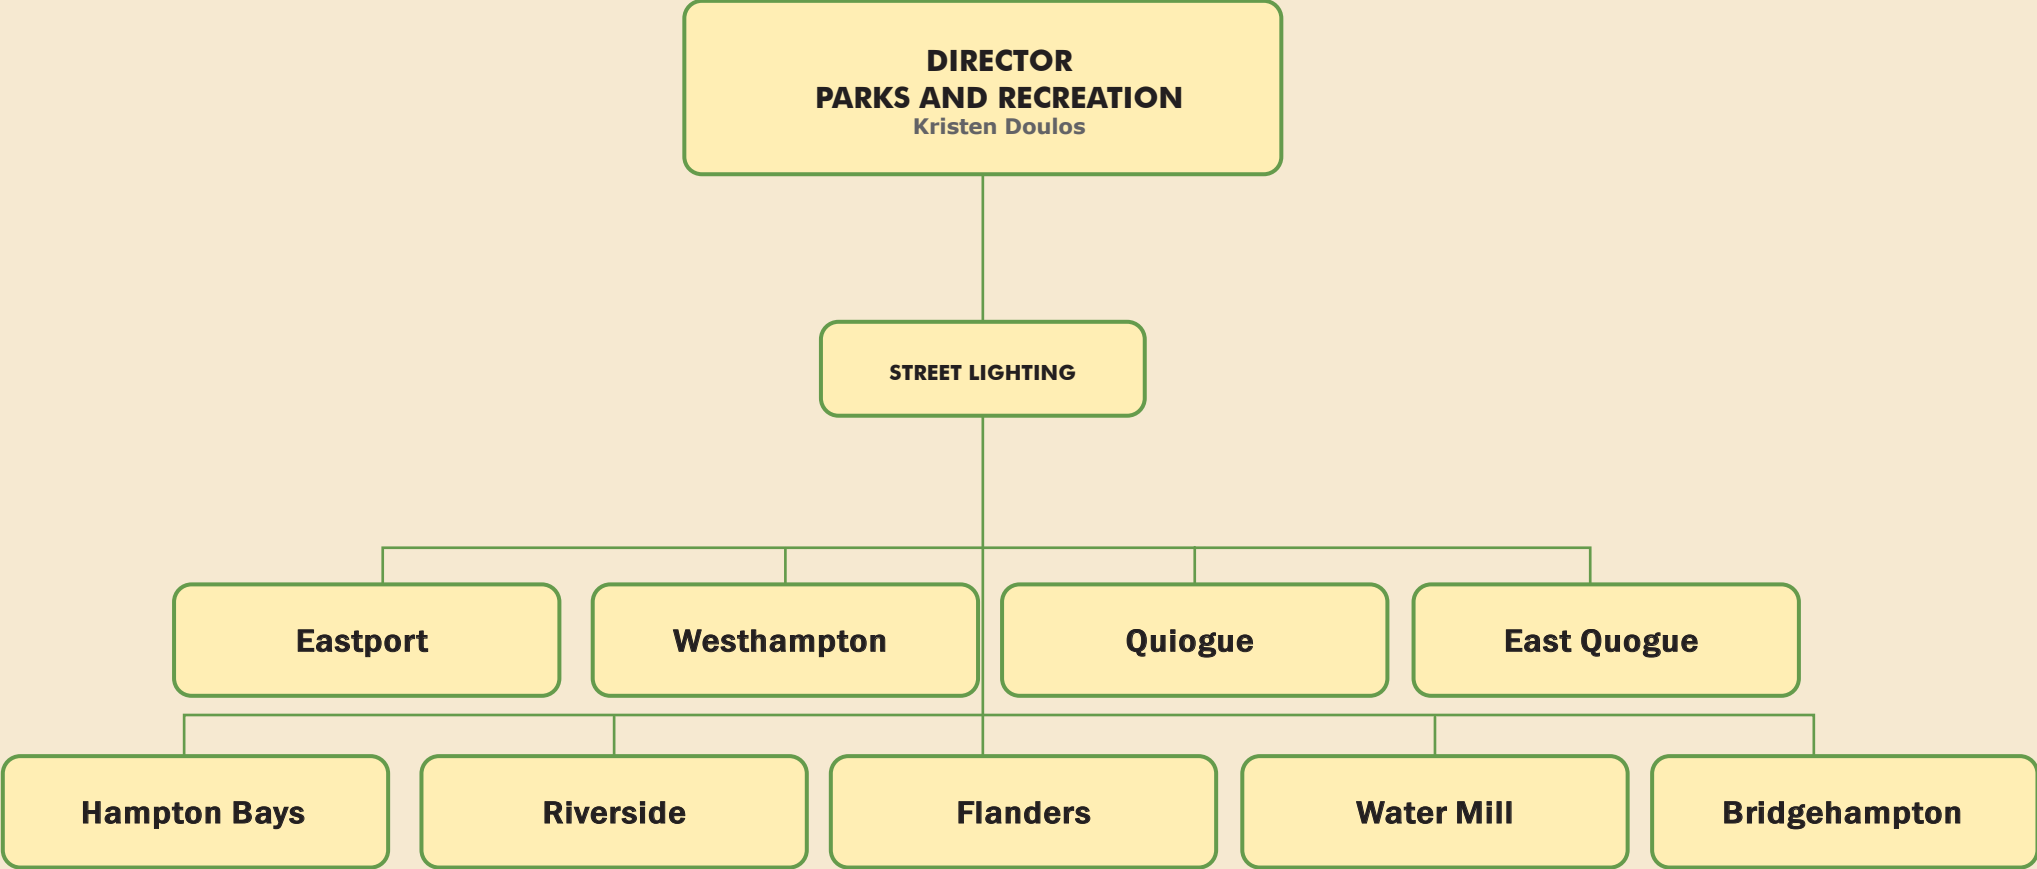 DIRECTOR
PARKS AND RECREATION
Kristen Doulos
STREET LIGHTING
Eastport
Westhampton
Quiogue
East Quogue
Hampton Bays
Riverside
Flanders
Water Mill
Bridgehampton